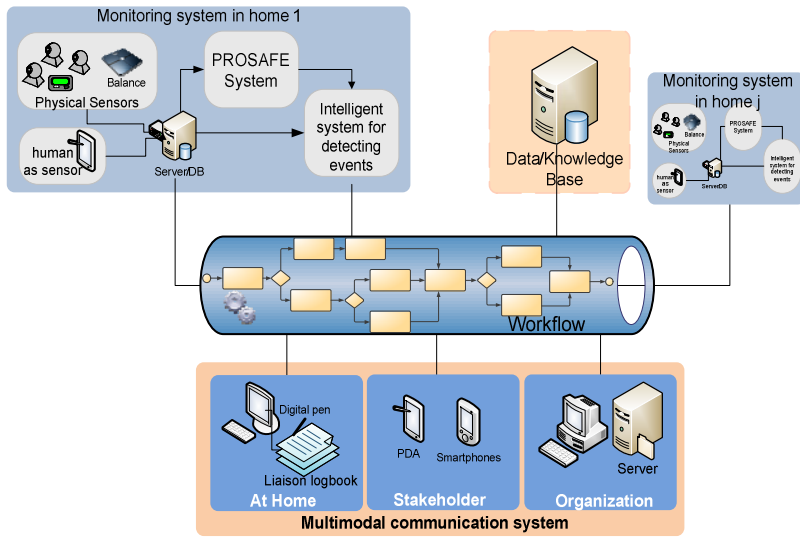 Monitoring system in home 1
Balance
Physical Sensors
human
as sensor
Server/DB
PROSAFE
System
Intelligent
system for
detecting
events
Data/Knowledge
Base
Monitoring system
in home j
Balance
Physical
Sensors
human
as sensor
Server/DB
PROSAFE
System
Intelligent
system for
detecting
events
Workflow
Digital pen
Liaison logbook
At Home
PDA
Smartphones
Stakeholder
Server
Organization
Multimodal communication system